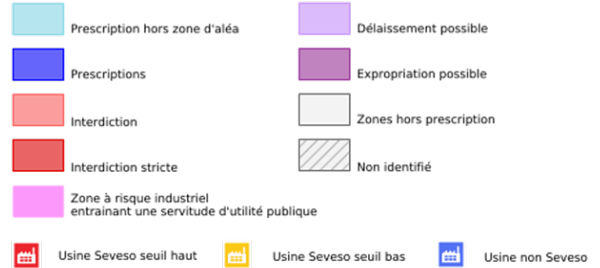 Prescription hors zone d'aléa
Délaissement possible
Prescriptions
Expropriation possible
Interdiction
Zones hors prescription
Interdiction stricte
Non identifié
Zone à risque industriel
entrainant une servitude d'utilité publique
Usine Seveso seuil haut
Usine Seveso seuil bas
Usine non Seveso